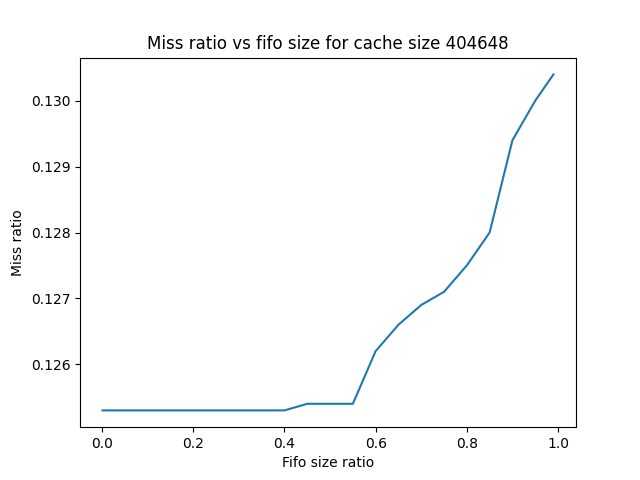 Miss ratio vs fifo size for cache size 404648
0.130
0.129
0.128
0.127
0.126
Miss ratio
0.0 0.2 0.4 0.6 0.8 1.0
Fifo size ratio